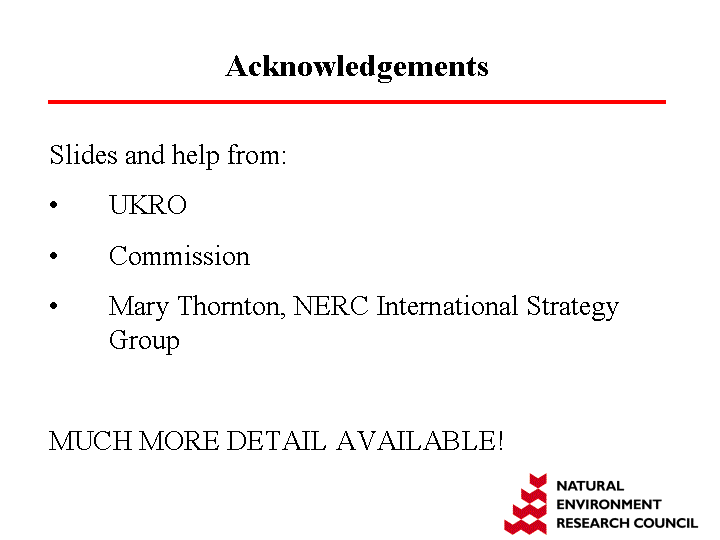 Acknowledgements
Slides and help from:
• UKRO
• Commission
• Mary Thornton, NERC International Strategy
Group
MUCH MORE DETAIL AVAILABLE!
NATURAL
ENVIRONMENT
RESEARCH COUNCIL